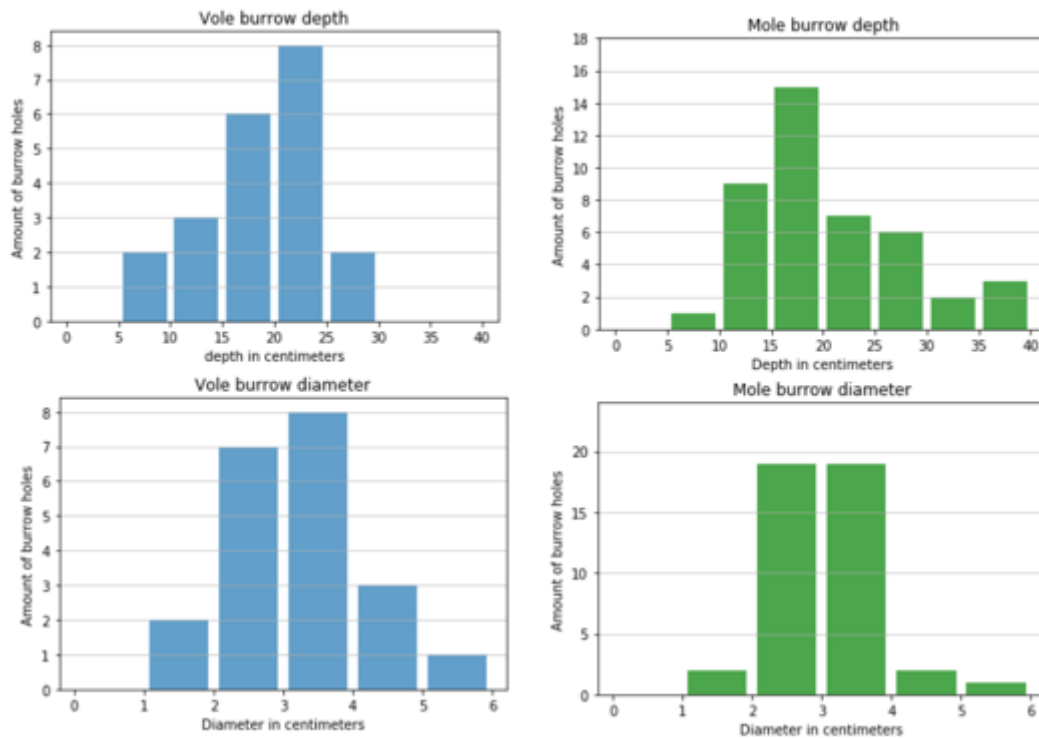 Vole burrow depth
Amount of burrow holes
8
7
6
5
4
3
2
1
0
0 5 10 15 20 25 30 35 40
depth in centimeters
Mole burrow depth
Amount of burrow holes
18
16
14
12
10
8
6
4
2
0
0 5 10 15 20 25 30 35 40
Depth in centimeters
Vole burrow diameter
Amount of burrow holes
8
7
6
5
4
3
2
1
0
0 1 2 3 4 5 6
Diameter in centimeters
Mole burrow diameter
Amount of burrow holes
20
15
10
5
0
0 1 2 3 4 5 6
Diameter in centimeters